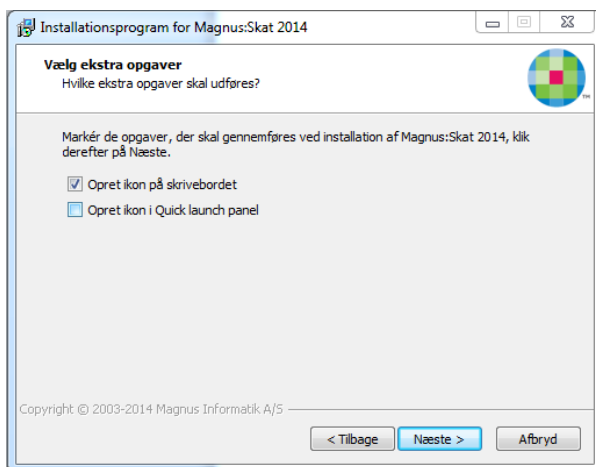 Installationsprogram for Magnus:Skat 2014
Vælg ekstra opgaver
Hvilke ekstra opgaver skal udføres?
TM
Markér de opgaver, der skal gennemføres ved installation af Magnus:Skat 2014, klik
derefter på Næste.
Opret ikon på skrivebordet
Opret ikon i Quick launch panel
Copyright © 2003-2014 Magnus Informatik A/S
< Tilbage
Næste >
Afbryd